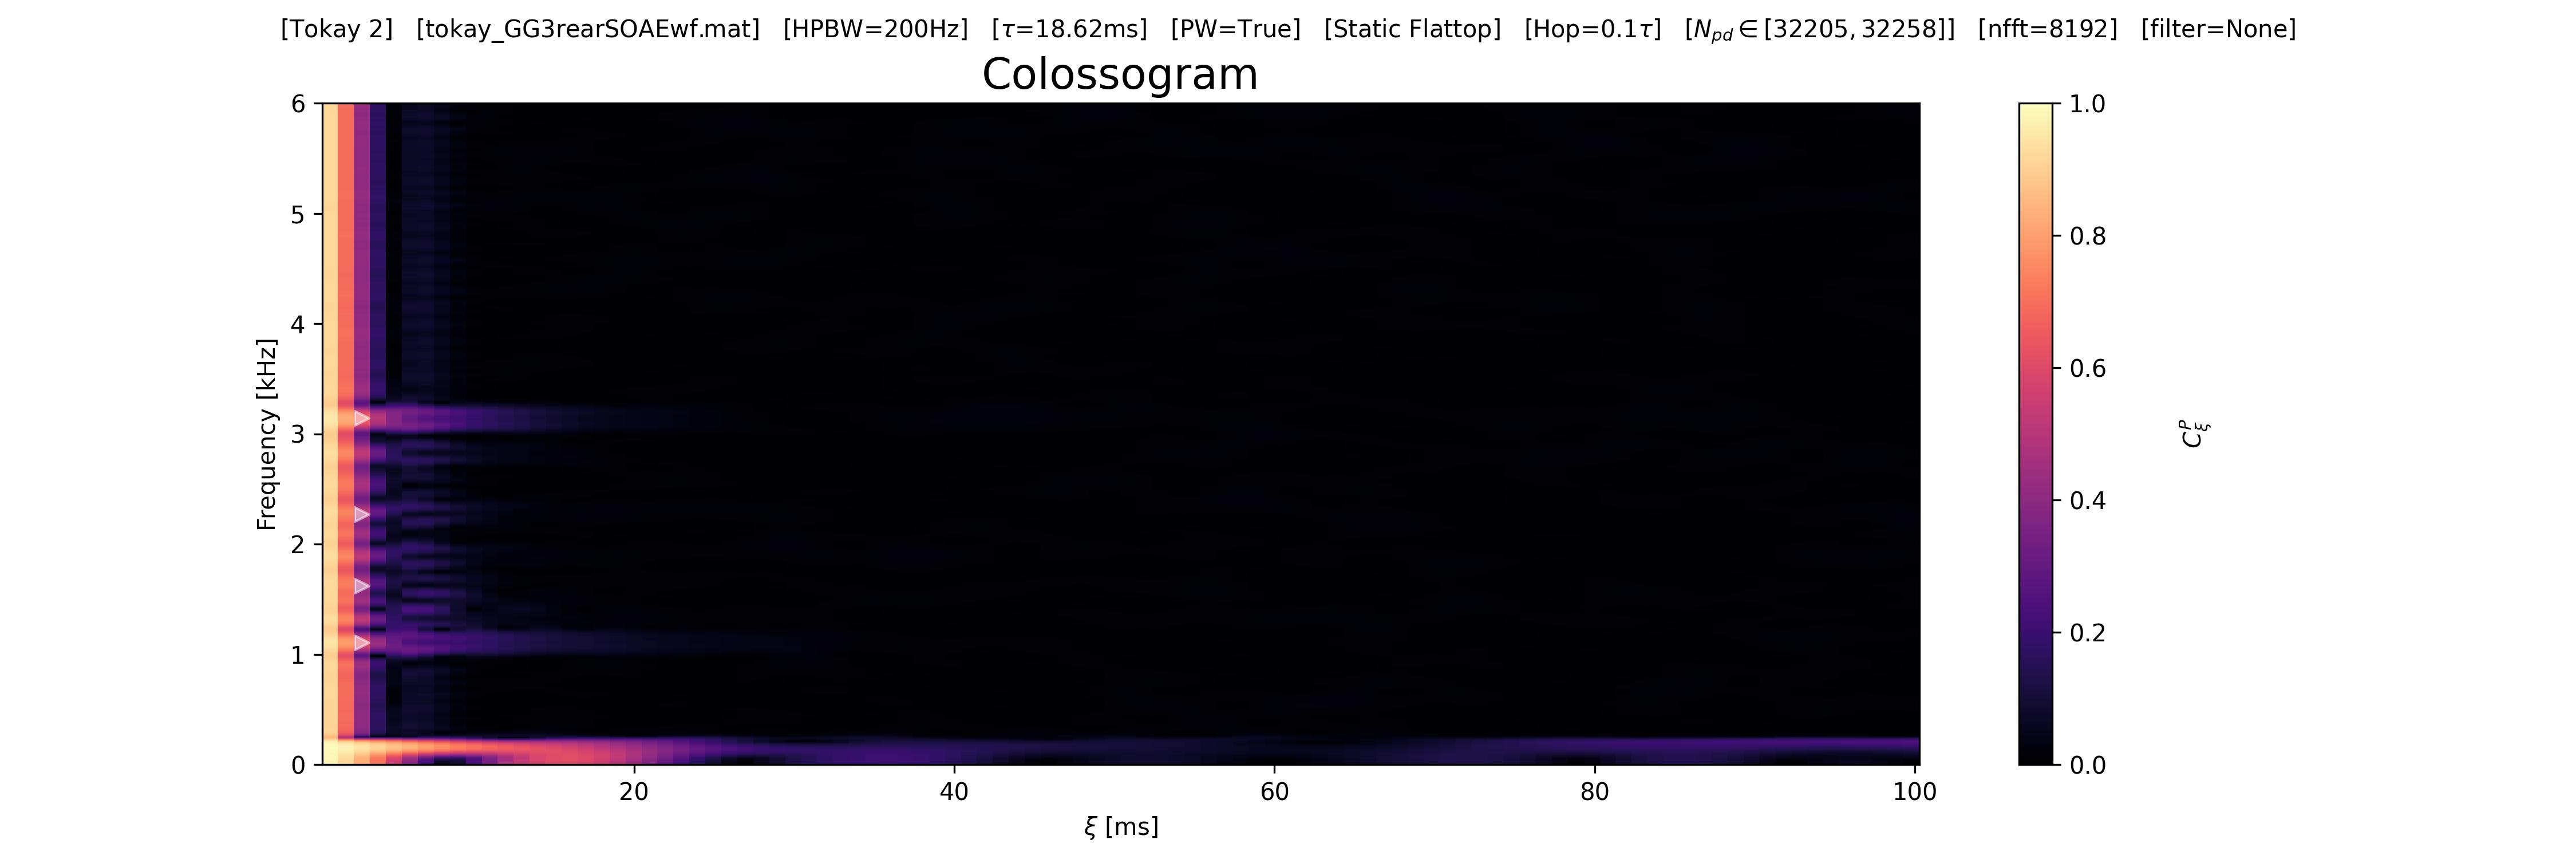 [Tokay 2]   [tokay_GG3rearSOAEwf.mat]   [HPBW=200Hz]   [τ=18.62ms]   [PW=True]   [Static Flattop]   [Hop=0.1τ]   [N_pd ∈ [32205, 32258]]   [nfft=8192]   [filter=None]
Colossogram
6
5
4
3
2
1
0
Frequency [kHz]
20 40 60 80 100
ξ [ms]
1.0
0.8
0.6
0.4
0.2
0.0
C_ξ^P